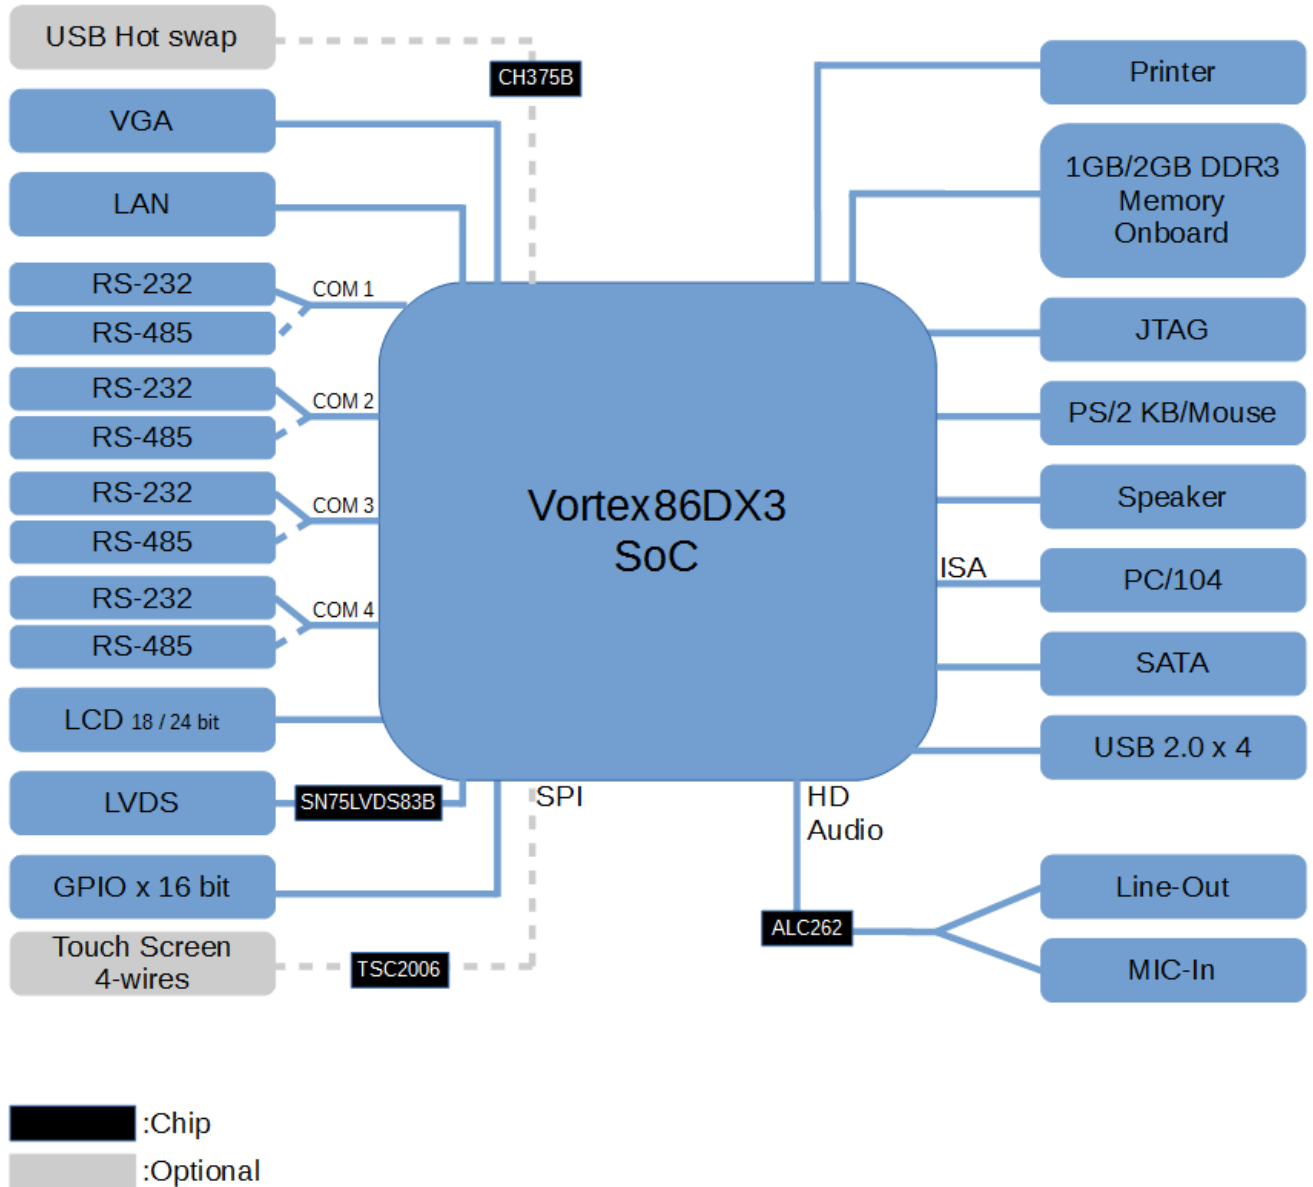 USB Hot swap
CH375B
VGA
LAN
RS-232
RS-485
COM 1
RS-232
RS-485
COM 2
RS-232
RS-485
COM 3
RS-232
RS-485
COM 4
LCD 18 / 24 bit
LVDS
SN75LVDS83B
GPIO x 16 bit
Touch Screen
4-wires
TSC2006
SPI
Vortex86DX3
SoC
Printer
1GB/2GB DDR3
Memory
Onboard
JTAG
PS/2 KB/Mouse
Speaker
ISA
PC/104
SATA
USB 2.0 x 4
HD
Audio
ALC262
Line-Out
MIC-In
:Chip
:Optional